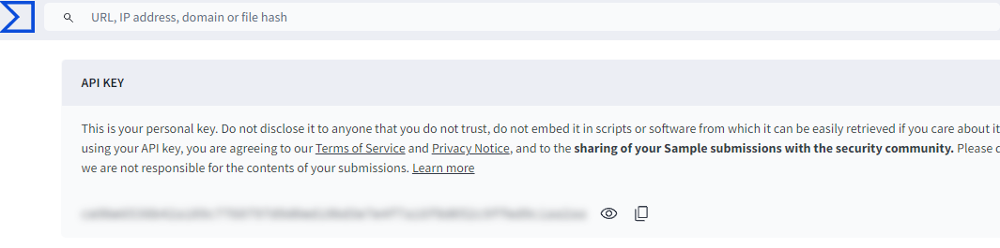 URL, IP address, domain or file hash
API KEY
This is your personal key. Do not disclose it to anyone that you do not trust, do not embed it in scripts or software from which it can be easily retrieved if you care about it
using your API key, you are agreeing to our Terms of Service and Privacy Notice, and to the sharing of your Sample submissions with the security community. Please
we are not responsible for the contents of your submissions. Learn more